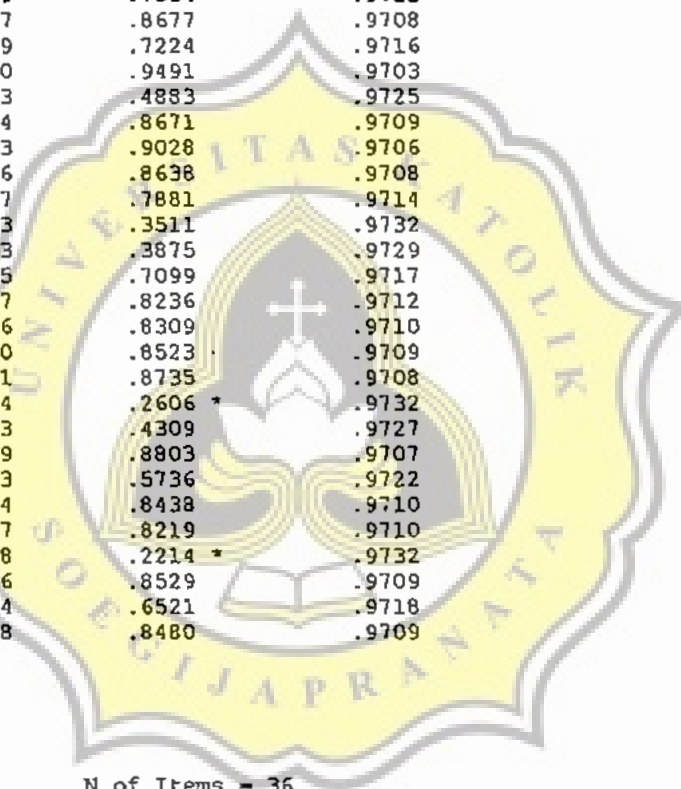 7 .8677 .9708
9 .7224 .9716
0 .9491 .9703
3 .4883 .9725
4 .8671 .9709
3 .9028 .9706
6 .8638 .9708
7 .7881 .9714
3 .3511 .9732
3 .3875 .9729
5 .7099 .9717
7 .8236 .9712
6 .8309 .9710
0 .8523 .9709
1 .8735 .9708
4 .2606 * .9732
3 .4309 .9727
9 .8803 .9707
3 .5736 .9722
4 .8438 .9710
7 .8219 .9710
8 .2214 * .9732
6 .8529 .9709
4 .6521 .9718
8 .8480 .9709
N of Items = 36
UNIVERSITAS KATOLIK
SOEGIJAPRANATA